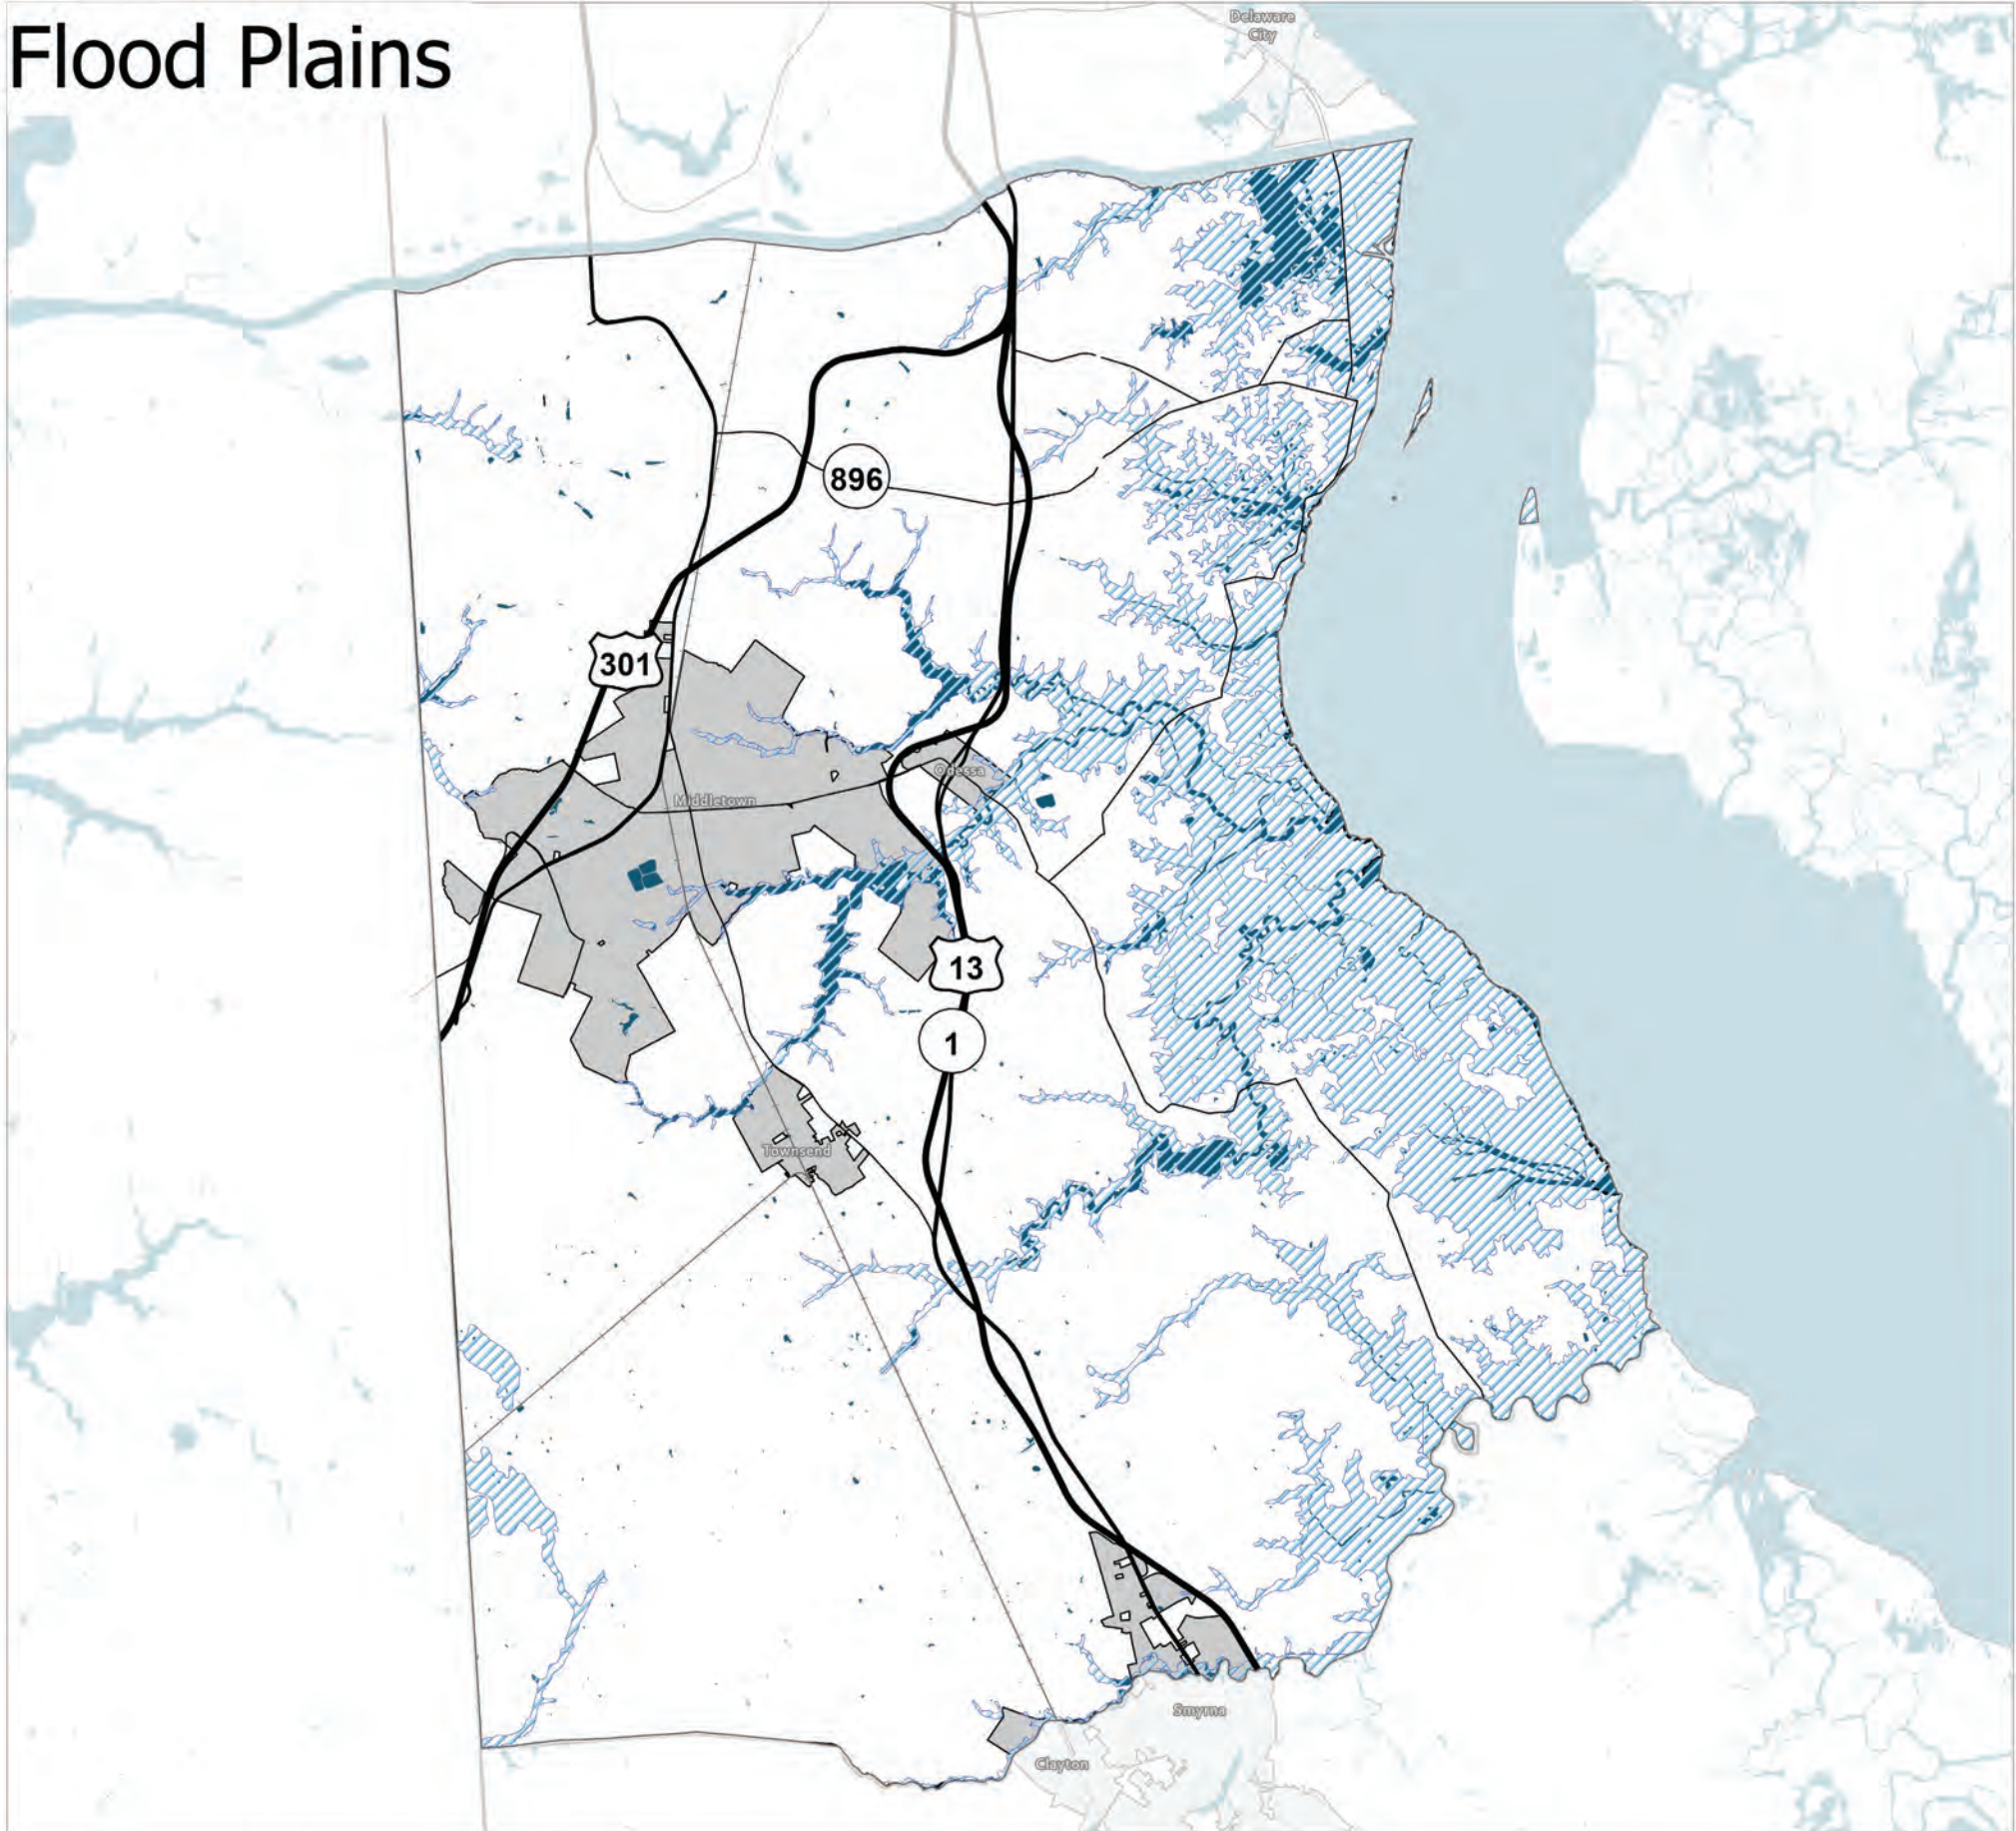 Flood Plains
Delaware
City
896
301
Odessa
Middletown
13
1
Townsend
Smyrna
Clayton